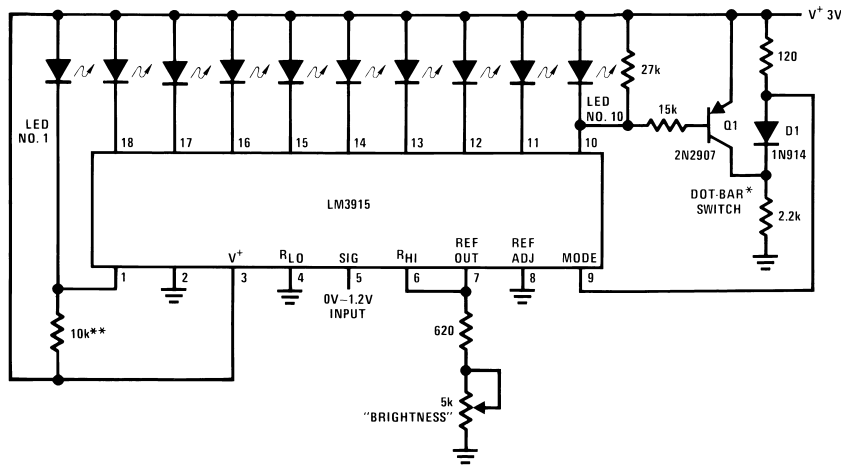 V+ 3V
27k
120
LED
NO. 1
LED
NO. 10
15k
Q1
2N2907
D1
1N914
18
17
16
15
14
13
12
11
10
DOT-BAR*
SWITCH
2.2k
LM3915
V+
RLO
SIG
RHI
REF
OUT
REF
ADJ
MODE
1
2
3
4
5
6
7
8
9
0V–1.2V
INPUT
10k**
620
5k
"BRIGHTNESS"